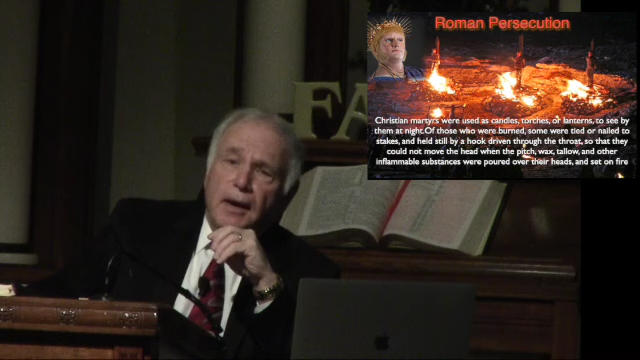 Roman Persecution
Christian martyrs were used as candles, torches, or lanterns, to see by
them at night. Of those who were burned, some were tied or nailed to
stakes, and held still by a hook driven through the throat, so that they
could not move the head when the pitch, wax, tallow, and other
inflammable substances were poured over their heads, and set on fire
FA